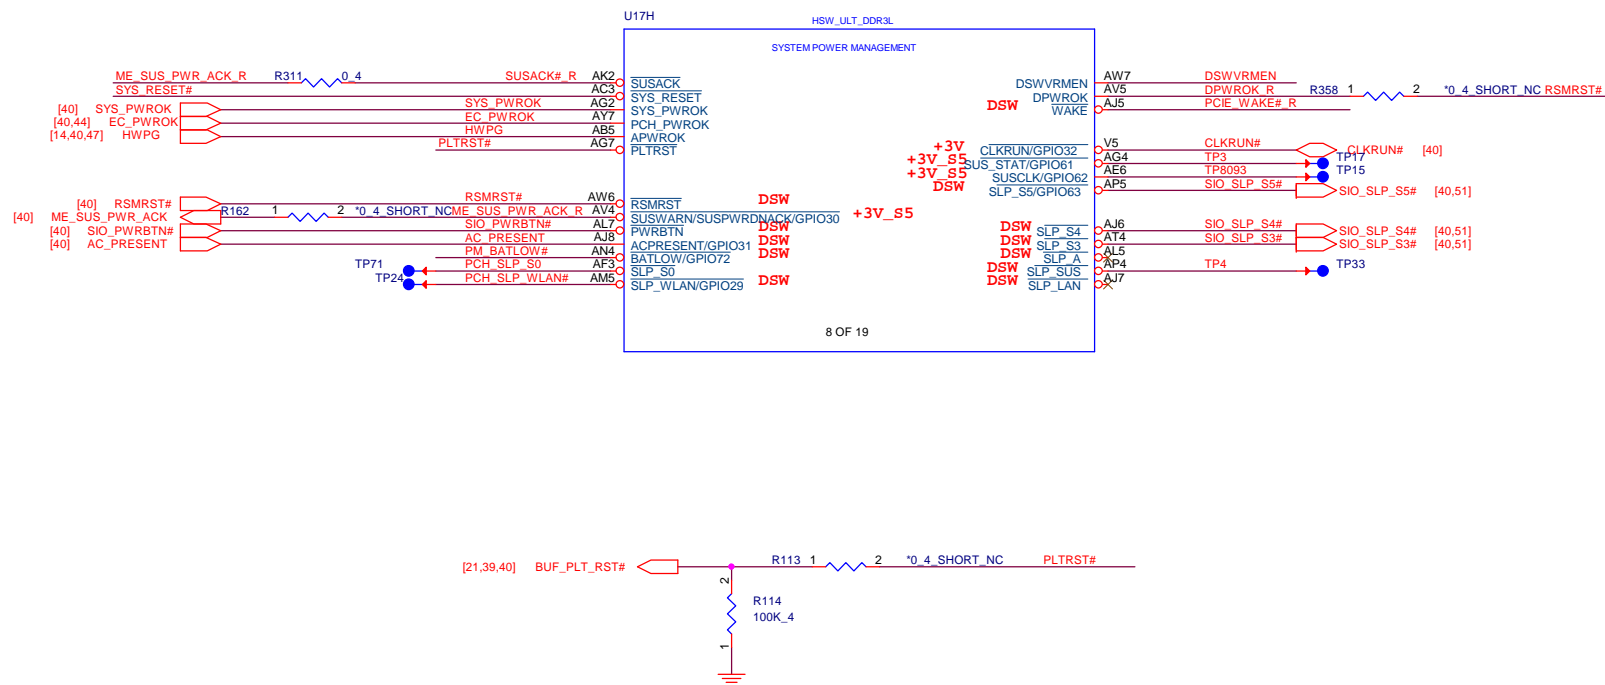 U17H
HSW_ULT_DDR3L
SYSTEM POWER MANAGEMENT
ME_SUS_PWR_ACK_R R311 0_4 SUSACK#_R AK2 SUSACK
SYS_RESET# AC3 SYS_RESET
[40] SYS_PWROK SYS_PWROK AG2 SYS_PWROK
[40,44] EC_PWROK EC_PWROK AY7 PCH_PWROK
[14,40,47] HWPG HWPG AB5 APWROK
PLTRST# AG7 PLTRST
DSWVRMEN AW7 DSWVRMEN
DPWROK AV5 DPWROK_R R358 1 2 *0_4_SHORT_NC RSMRST#
DSW WAKE AJ5 PCIE_WAKE#_R
+3V CLKRUN/GPIO32 V5 CLKRUN# CLKRUN# [40]
+3V_S5 SUS_STAT/GPIO61 AG4 TP3 TP17
+3V_S5 SUSCLK/GPIO62 AE6 TP8093 TP15
DSW SLP_S5/GPIO63 AP5 SIO_SLP_S5# SIO_SLP_S5# [40,51]
[40] RSMRST# RSMRST# AW6 RSMRST DSW
[40] ME_SUS_PWR_ACK R162 1 2 *0_4_SHORT_NC ME_SUS_PWR_ACK_R AV4 SUSWARN/SUSPWRDNACK/GPIO30 +3V_S5
[40] SIO_PWRBTN# SIO_PWRBTN# AL7 PWRBTN DSW
[40] AC_PRESENT AC_PRESENT AJ8 ACPRESENT/GPIO31 DSW
PM_BATLOW# AN4 BATLOW/GPIO72 DSW
TP71 PCH_SLP_S0 AF3 SLP_S0
TP24 PCH_SLP_WLAN# AM5 SLP_WLAN/GPIO29 DSW
DSW SLP_S4 AJ6 SIO_SLP_S4# SIO_SLP_S4# [40,51]
DSW SLP_S3 AT4 SIO_SLP_S3# SIO_SLP_S3# [40,51]
DSW SLP_A AL5
DSW SLP_SUS AP4 TP4 TP33
DSW SLP_LAN AJ7
8 OF 19
[21,39,40] BUF_PLT_RST# R113 1 2 *0_4_SHORT_NC PLTRST#
2
R114
100K_4
1